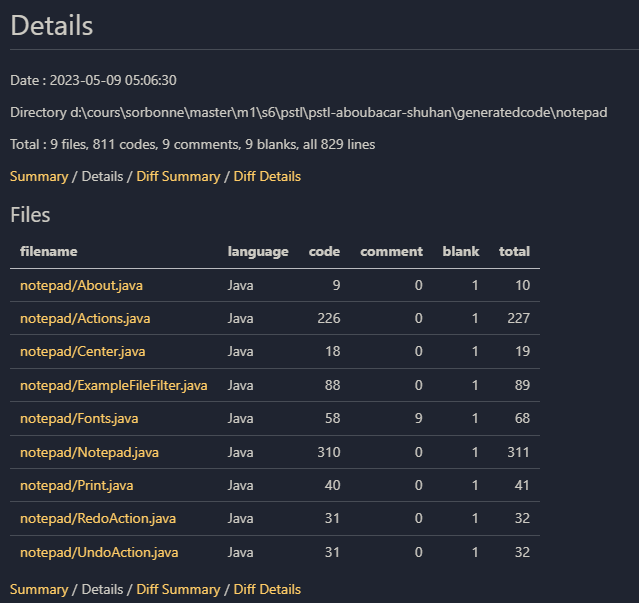 Details
Date : 2023-05-09 05:06:30
Directory d:\cours\sorbonne\master\m1\s6\pstl\pstl-aboubacar-shuhan\generatedcode\notepad
Total : 9 files, 811 codes, 9 comments, 9 blanks, all 829 lines
Summary / Details / Diff Summary / Diff Details
Files
filename language code comment blank total
notepad/About.java Java 9 0 1 10
notepad/Actions.java Java 226 0 1 227
notepad/Center.java Java 18 0 1 19
notepad/ExampleFileFilter.java Java 88 0 1 89
notepad/Fonts.java Java 58 9 1 68
notepad/Notepad.java Java 310 0 1 311
notepad/Print.java Java 40 0 1 41
notepad/RedoAction.java Java 31 0 1 32
notepad/UndoAction.java Java 31 0 1 32
Summary / Details / Diff Summary / Diff Details